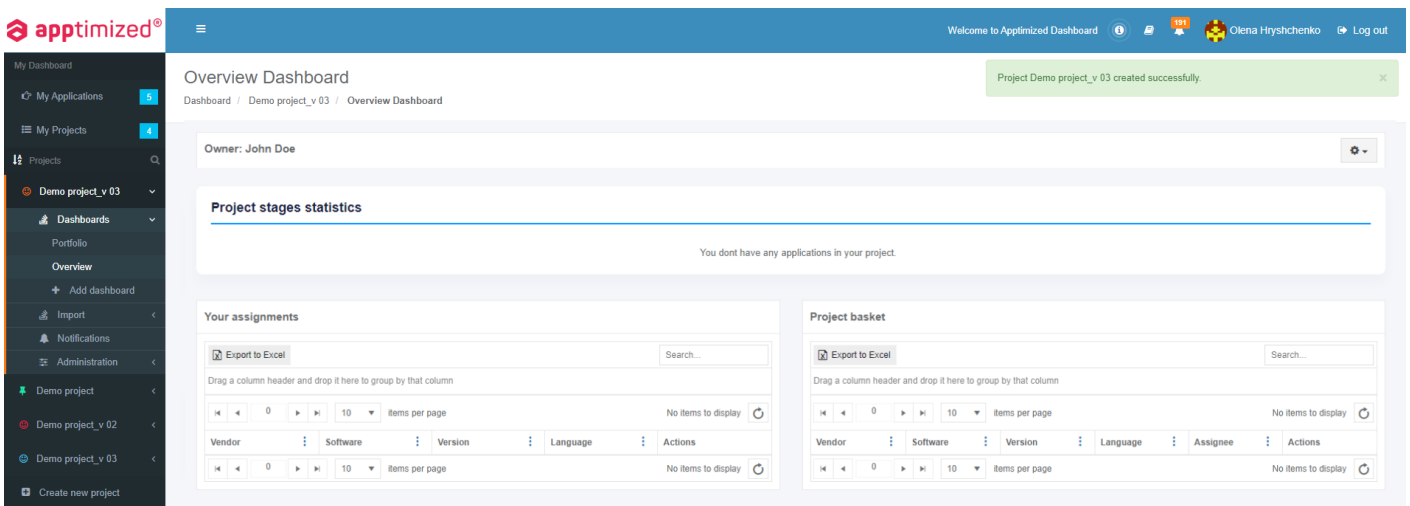 apptimized®
Welcome to Apptimized Dashboard
191
Olena Hryshchenko
Log out
My Dashboard
My Applications
5
My Projects
4
Projects
Demo project_v 03
Dashboards
Portfolio
Overview
Add dashboard
Import
Notifications
Administration
Demo project
Demo project_v 02
Demo project_v 03
Create new project
Overview Dashboard
Dashboard / Demo project_v 03 / Overview Dashboard
Project Demo project_v 03 created successfully.
Owner: John Doe
Project stages statistics
You dont have any applications in your project.
Your assignments
Export to Excel
Search...
Drag a column header and drop it here to group by that column
0 10 items per page No items to display
Vendor Software Version Language Actions
0 10 items per page No items to display
Project basket
Export to Excel
Search...
Drag a column header and drop it here to group by that column
0 10 items per page No items to display
Vendor Software Version Language Assignee Actions
0 10 items per page No items to display